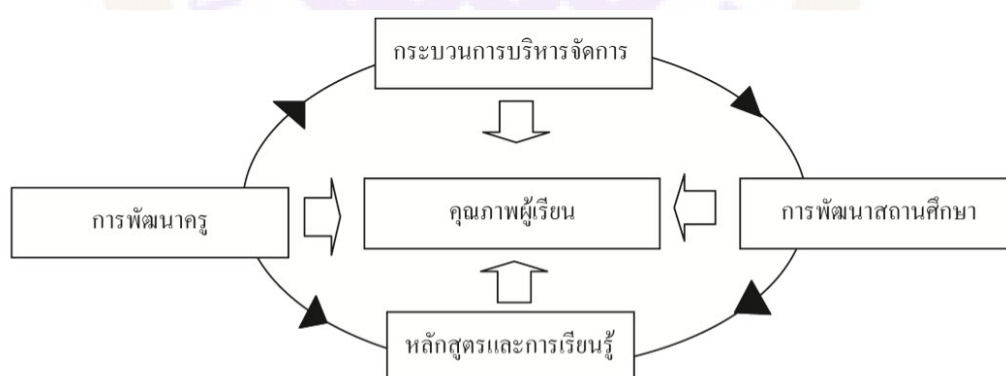 กระบวนการบริหารจัดการ
การพัฒนาครู
คุณภาพผู้เรียน
การพัฒนาสถานศึกษา
หลักสูตรและการเรียนรู้